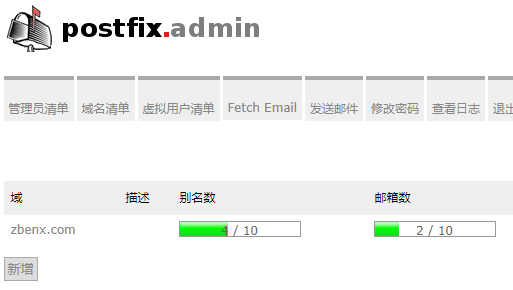 postfix.admin
管理员清单 域名清单 虚拟用户清单 Fetch Email 发送邮件 修改密码 查看日志 退出
域 描述 别名数 邮箱数
zbenx.com 4 / 10 2 / 10
新增